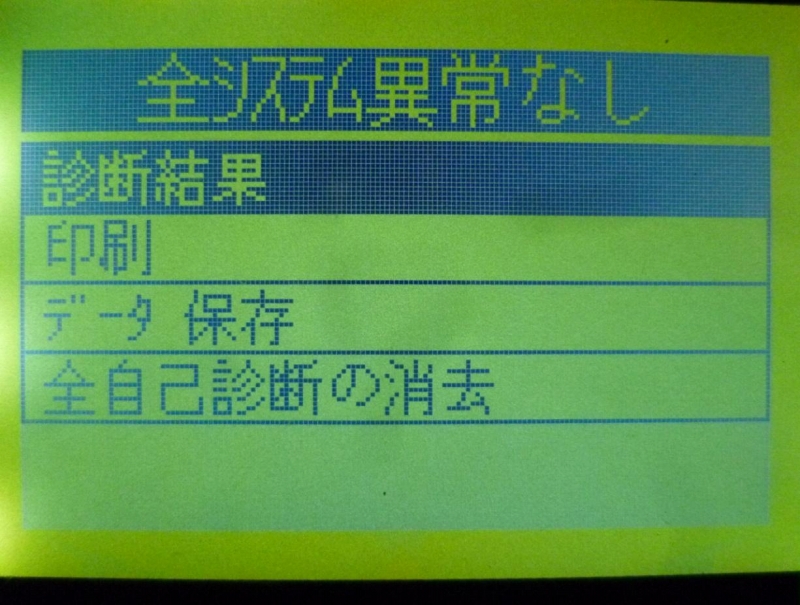 全ｼｽﾃﾑ異常なし
診断結果
印刷
ﾃﾞｰﾀ 保存
全自己診断の消去